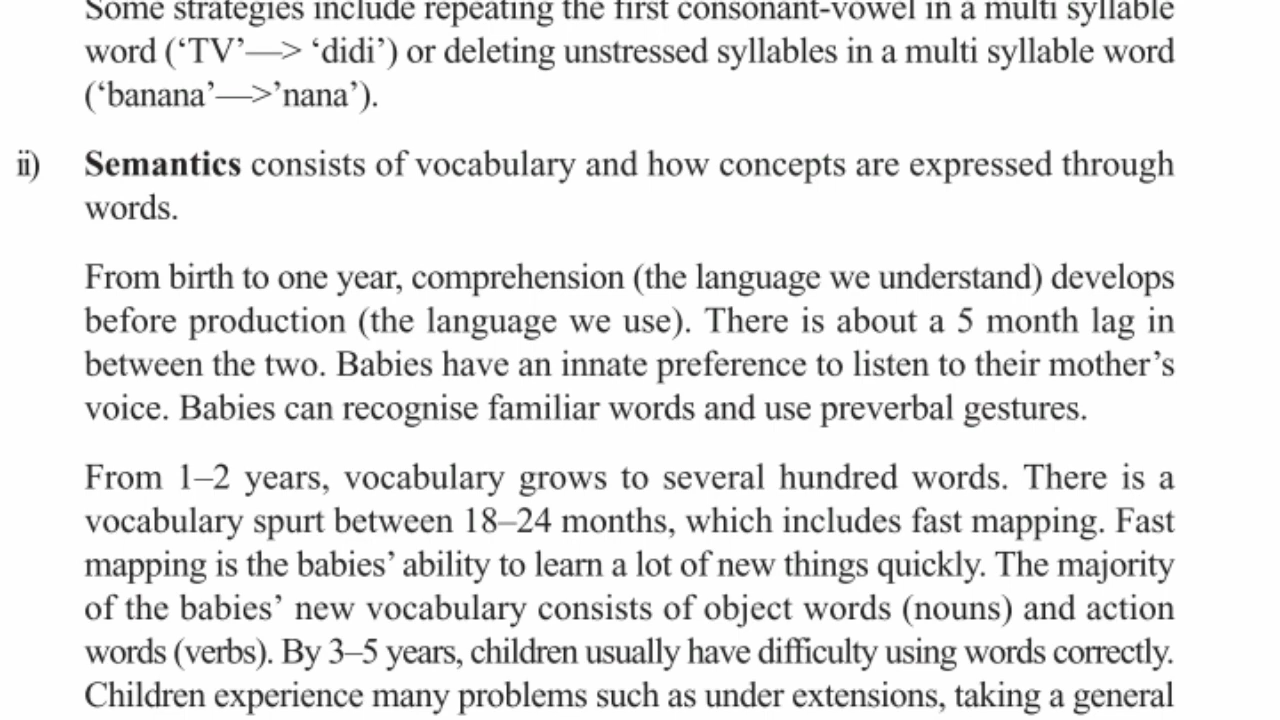 Some strategies include repeating the first consonant-vowel in a multi syllable
word (‘TV’—> ‘didi’) or deleting unstressed syllables in a multi syllable word
(‘banana’—>’nana’).
ii) Semantics consists of vocabulary and how concepts are expressed through
words.
From birth to one year, comprehension (the language we understand) develops
before production (the language we use). There is about a 5 month lag in
between the two. Babies have an innate preference to listen to their mother’s
voice. Babies can recognise familiar words and use preverbal gestures.
From 1–2 years, vocabulary grows to several hundred words. There is a
vocabulary spurt between 18–24 months, which includes fast mapping. Fast
mapping is the babies’ ability to learn a lot of new things quickly. The majority
of the babies’ new vocabulary consists of object words (nouns) and action
words (verbs). By 3–5 years, children usually have difficulty using words correctly.
Children experience many problems such as under extensions, taking a general